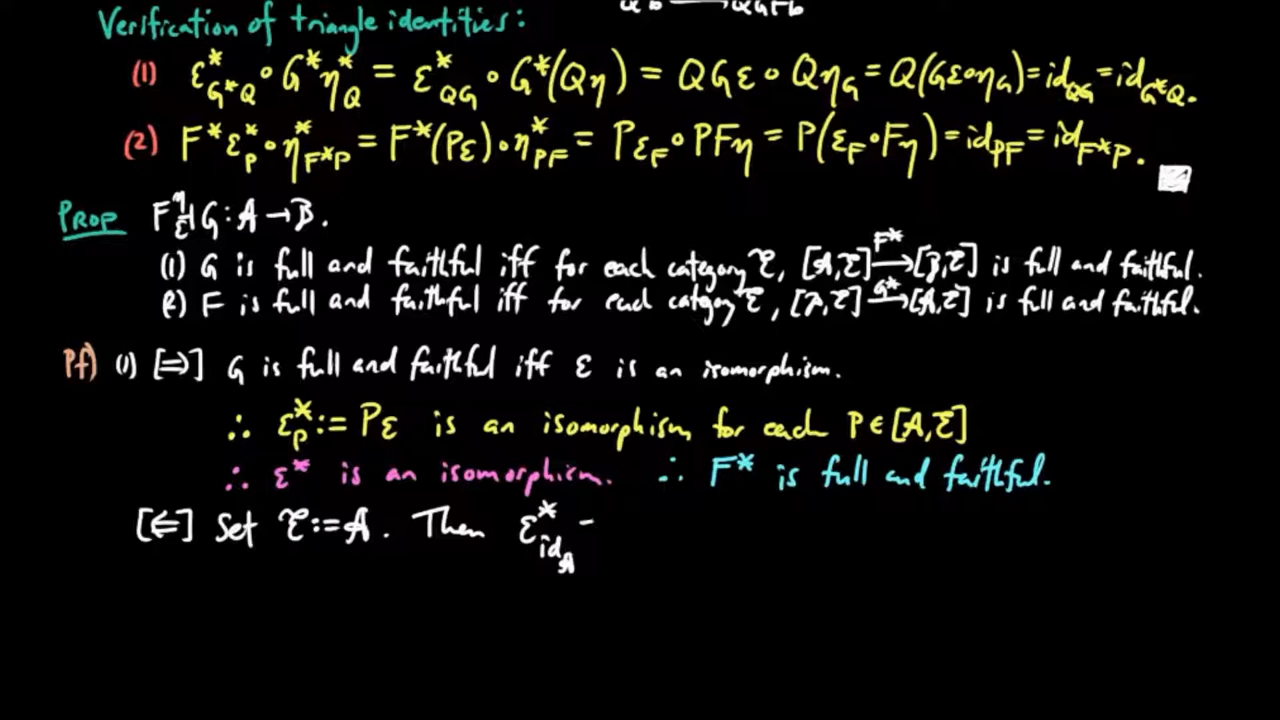 Qb ⟶ QGFb
Verification of triangle identities:
(1) ε*_{G*Q} ∘ G*η*_Q = ε*_{QG} ∘ G*(Qη) = QGε ∘ Qη_G = Q(Gε∘η_G) = id_{QG} = id_{G*Q}.
(2) F*ε*_P ∘ η*_{F*P} = F*(Pε) ∘ η*_{PF} = Pε_F ∘ PFη = P(ε_F ∘ Fη) = id_{PF} = id_{F*P}.
PROP F ^η_ε⊣ G : 𝒜 → ℬ.
(1) G is full and faithful iff for each category 𝒞, [𝒜,𝒞] —F*→ [ℬ,𝒞] is full and faithful.
(2) F is full and faithful iff for each category 𝒞, [ℬ,𝒞] —G*→ [𝒜,𝒞] is full and faithful.
Pf) (1) [⇒] G is full and faithful iff ε is an isomorphism.
∴ ε*_P := Pε is an isomorphism for each P ∈ [𝒜,𝒞]
∴ ε* is an isomorphism. ∴ F* is full and faithful.
[⇐] Set 𝒞 := 𝒜. Then ε*_{id_𝒜} -